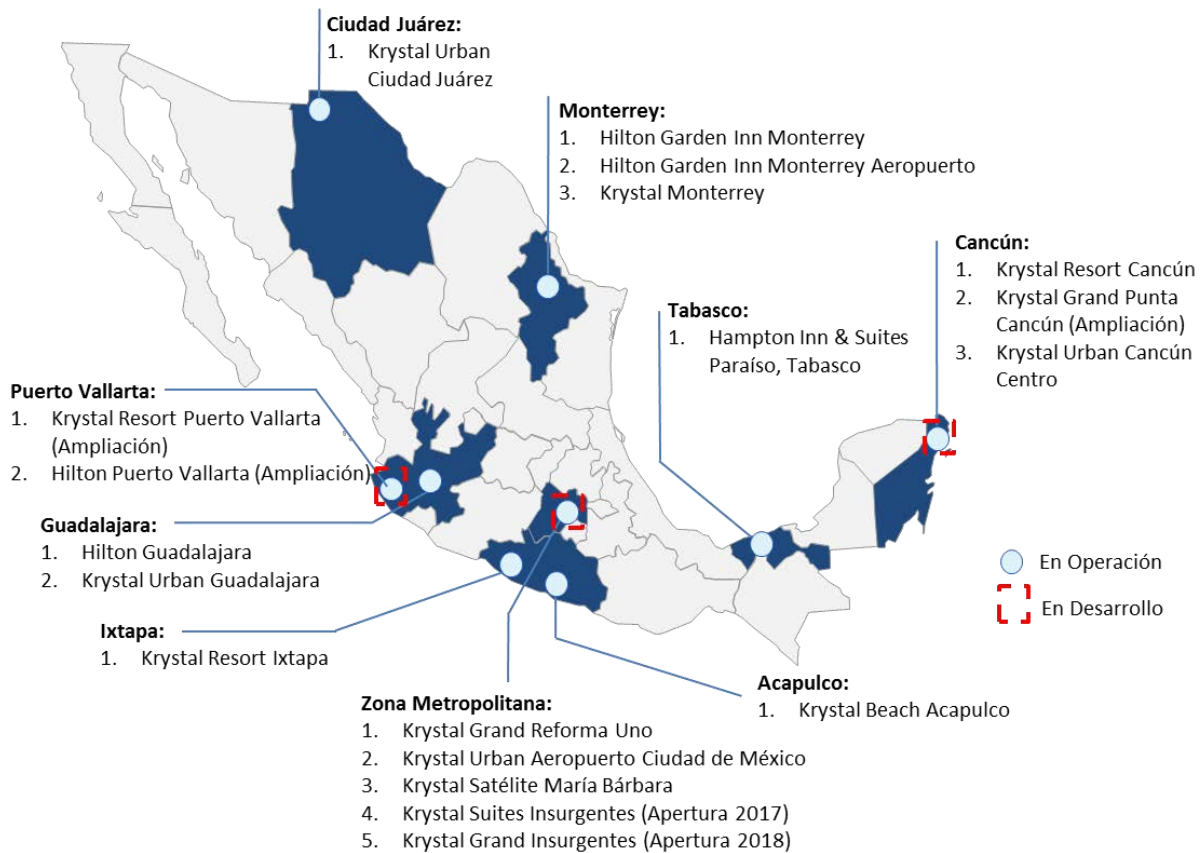 Ciudad Juárez:
1. Krystal Urban
Ciudad Juárez
Monterrey:
1. Hilton Garden Inn Monterrey
2. Hilton Garden Inn Monterrey Aeropuerto
3. Krystal Monterrey
Cancún:
1. Krystal Resort Cancún
2. Krystal Grand Punta
Cancún (Ampliación)
3. Krystal Urban Cancún
Centro
Tabasco:
1. Hampton Inn & Suites
Paraíso, Tabasco
Puerto Vallarta:
1. Krystal Resort Puerto Vallarta
(Ampliación)
2. Hilton Puerto Vallarta (Ampliación)
Guadalajara:
1. Hilton Guadalajara
2. Krystal Urban Guadalajara
En Operación
En Desarrollo
Ixtapa:
1. Krystal Resort Ixtapa
Acapulco:
1. Krystal Beach Acapulco
Zona Metropolitana:
1. Krystal Grand Reforma Uno
2. Krystal Urban Aeropuerto Ciudad de México
3. Krystal Satélite María Bárbara
4. Krystal Suites Insurgentes (Apertura 2017)
5. Krystal Grand Insurgentes (Apertura 2018)